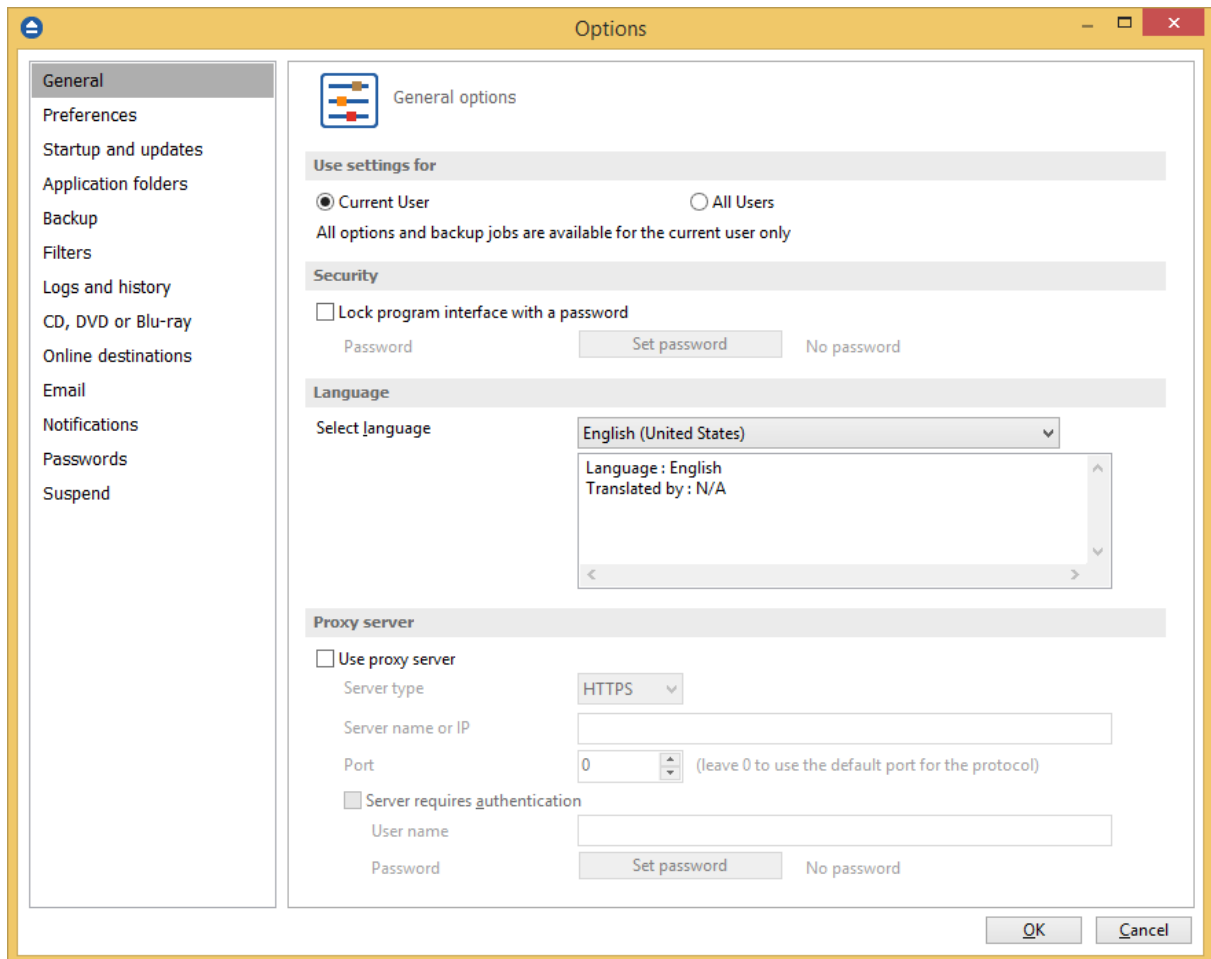 Options
General
Preferences
Startup and updates
Application folders
Backup
Filters
Logs and history
CD, DVD or Blu-ray
Online destinations
Email
Notifications
Passwords
Suspend
General options
Use settings for
Current User All Users
All options and backup jobs are available for the current user only
Security
Lock program interface with a password
Password Set password No password
Language
Select language English (United States)
Language : English
Translated by : N/A
Proxy server
Use proxy server
Server type HTTPS
Server name or IP
Port 0 (leave 0 to use the default port for the protocol)
Server requires authentication
User name
Password Set password No password
OK Cancel